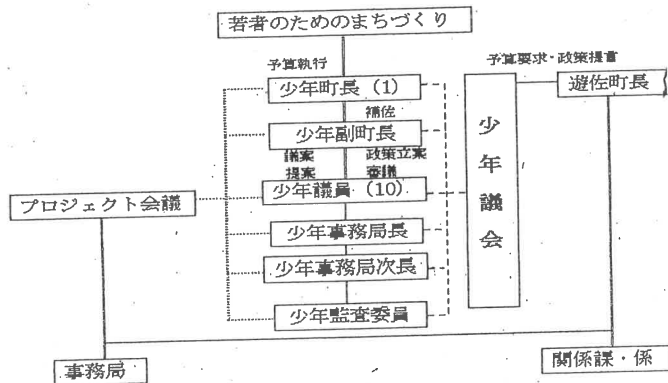 若者のためのまちづくり
予算執行
予算要求・政策提言
少年町長（1）
遊佐町長
補佐
少年副町長
議案
提案
政策立案
審議
少年議員（10）
少年議会
プロジェクト会議
少年事務局長
少年事務局次長
少年監査委員
事務局
関係課・係